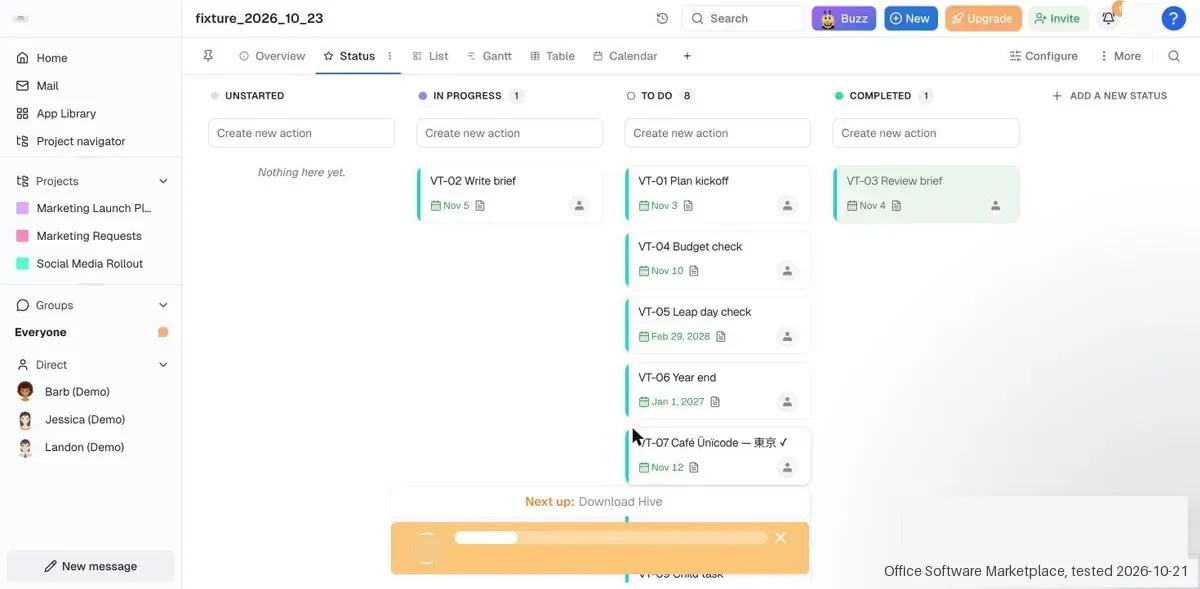 fixture_2026_10_23
Search
Buzz
New
Upgrade
Invite
?
Home
Mail
App Library
Project navigator
Projects
Marketing Launch Pl...
Marketing Requests
Social Media Rollout
Groups
Everyone
Direct
Barb (Demo)
Jessica (Demo)
Landon (Demo)
New message
Overview
Status
List
Gantt
Table
Calendar
+
Configure
More
UNSTARTED
Create new action
Nothing here yet.
IN PROGRESS 1
Create new action
VT-02 Write brief
Nov 5
TO DO 8
Create new action
VT-01 Plan kickoff
Nov 3
VT-04 Budget check
Nov 10
VT-05 Leap day check
Feb 29, 2028
VT-06 Year end
Jan 1, 2027
VT-07 Café Ünïcode — 東京 ✓
Nov 12
VT-09 Child task
COMPLETED 1
Create new action
VT-03 Review brief
Nov 4
+ ADD A NEW STATUS
Next up: Download Hive
Office Software Marketplace, tested 2026-10-21